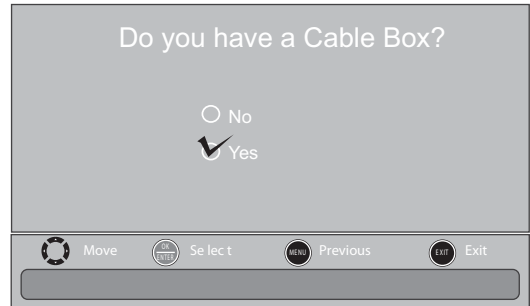 Do you have a Cable Box?
No
Yes
Move OK ENTER Se lec t MENU Previous EXIT Exit